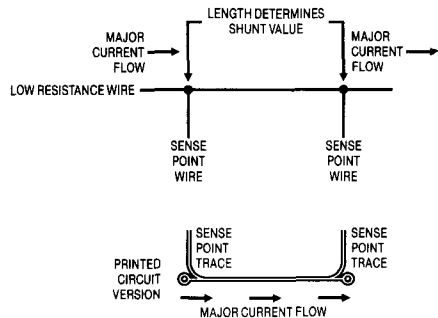 LENGTH DETERMINES
SHUNT VALUE
MAJOR
CURRENT
FLOW
MAJOR
CURRENT
FLOW
LOW RESISTANCE WIRE
SENSE
POINT
WIRE
SENSE
POINT
WIRE
SENSE
POINT
TRACE
SENSE
POINT
TRACE
PRINTED
CIRCUIT
VERSION
MAJOR CURRENT FLOW